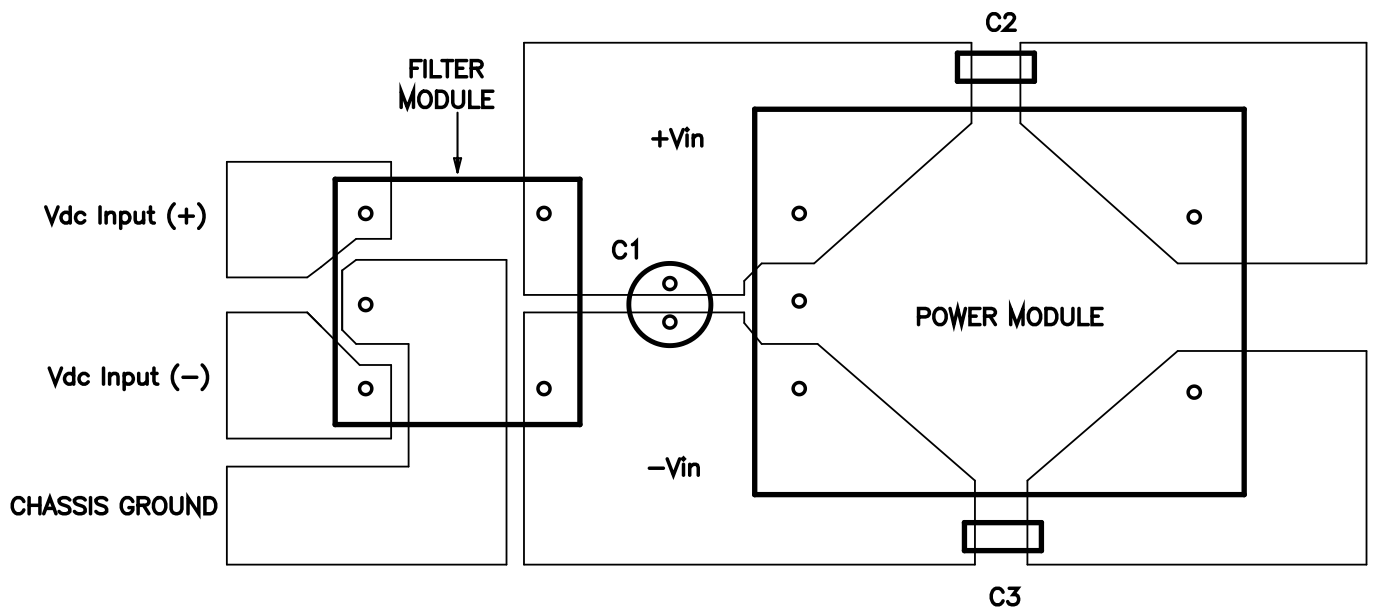 C2
FILTER
MODULE
+Vin
Vdc Input (+)
C1
POWER MODULE
Vdc Input (−)
−Vin
CHASSIS GROUND
C3